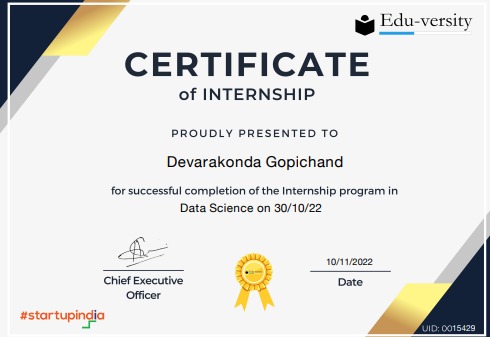 Edu-versity
CERTIFICATE
of INTERNSHIP
PROUDLY PRESENTED TO
Devarakonda Gopichand
for successful completion of the Internship program in
Data Science on 30/10/22
10/11/2022
Chief Executive
Officer
Date
#startupindia
UID: 0015429